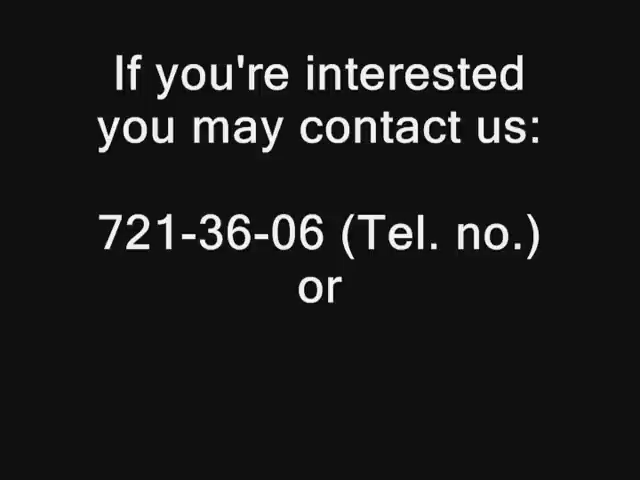 If you're interested
you may contact us:
721-36-06 (Tel. no.)
or